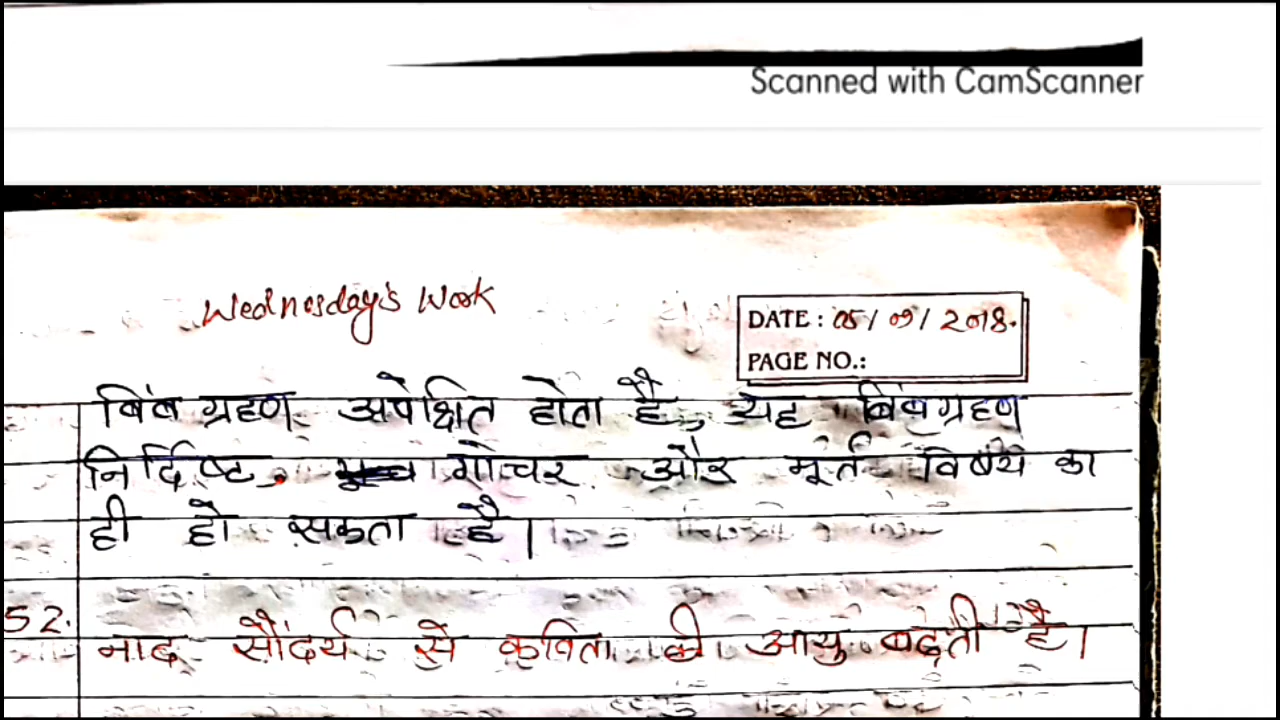 Scanned with CamScanner
Wednesday's Work
DATE : 05/09/2018.
PAGE NO.:
बिंब ग्रहण अपेक्षित होता है, यह बिंबग्रहण
निर्दिष्ट, गोचर और मूर्त विषय का
ही हो सकता है।
52. नाद सौंदर्य से कविता की आयु बढ़ती है।